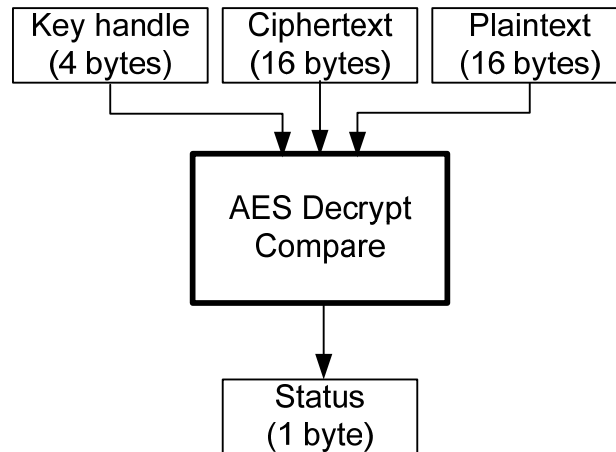 Key handle
(4 bytes)
Ciphertext
(16 bytes)
Plaintext
(16 bytes)
AES Decrypt
Compare
Status
(1 byte)